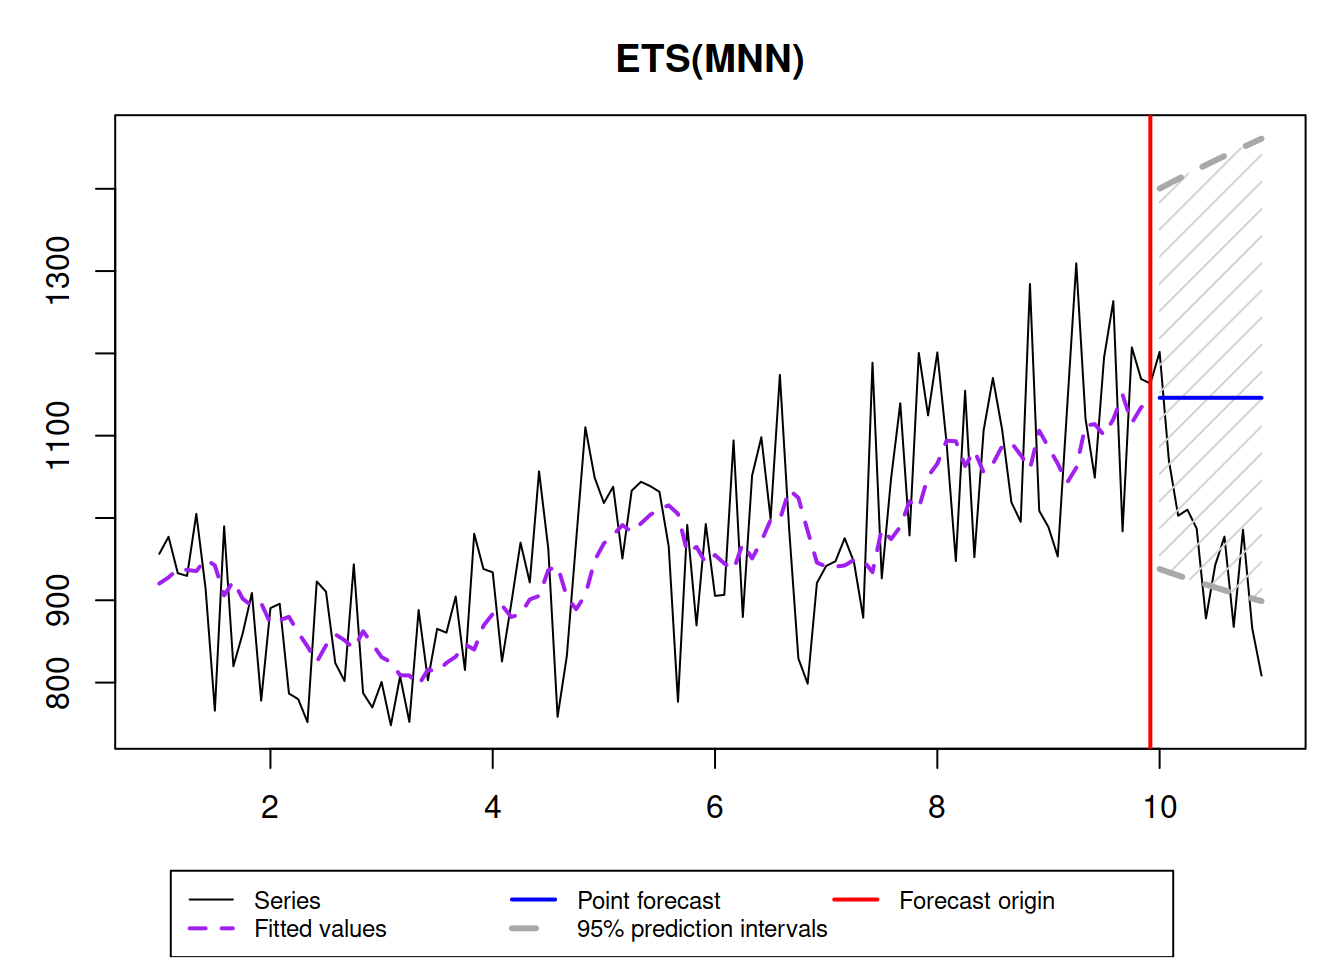 ETS(MNN)
1300
1100
900
800
2 4 6 8 10
Series Point forecast Forecast origin
Fitted values 95% prediction intervals